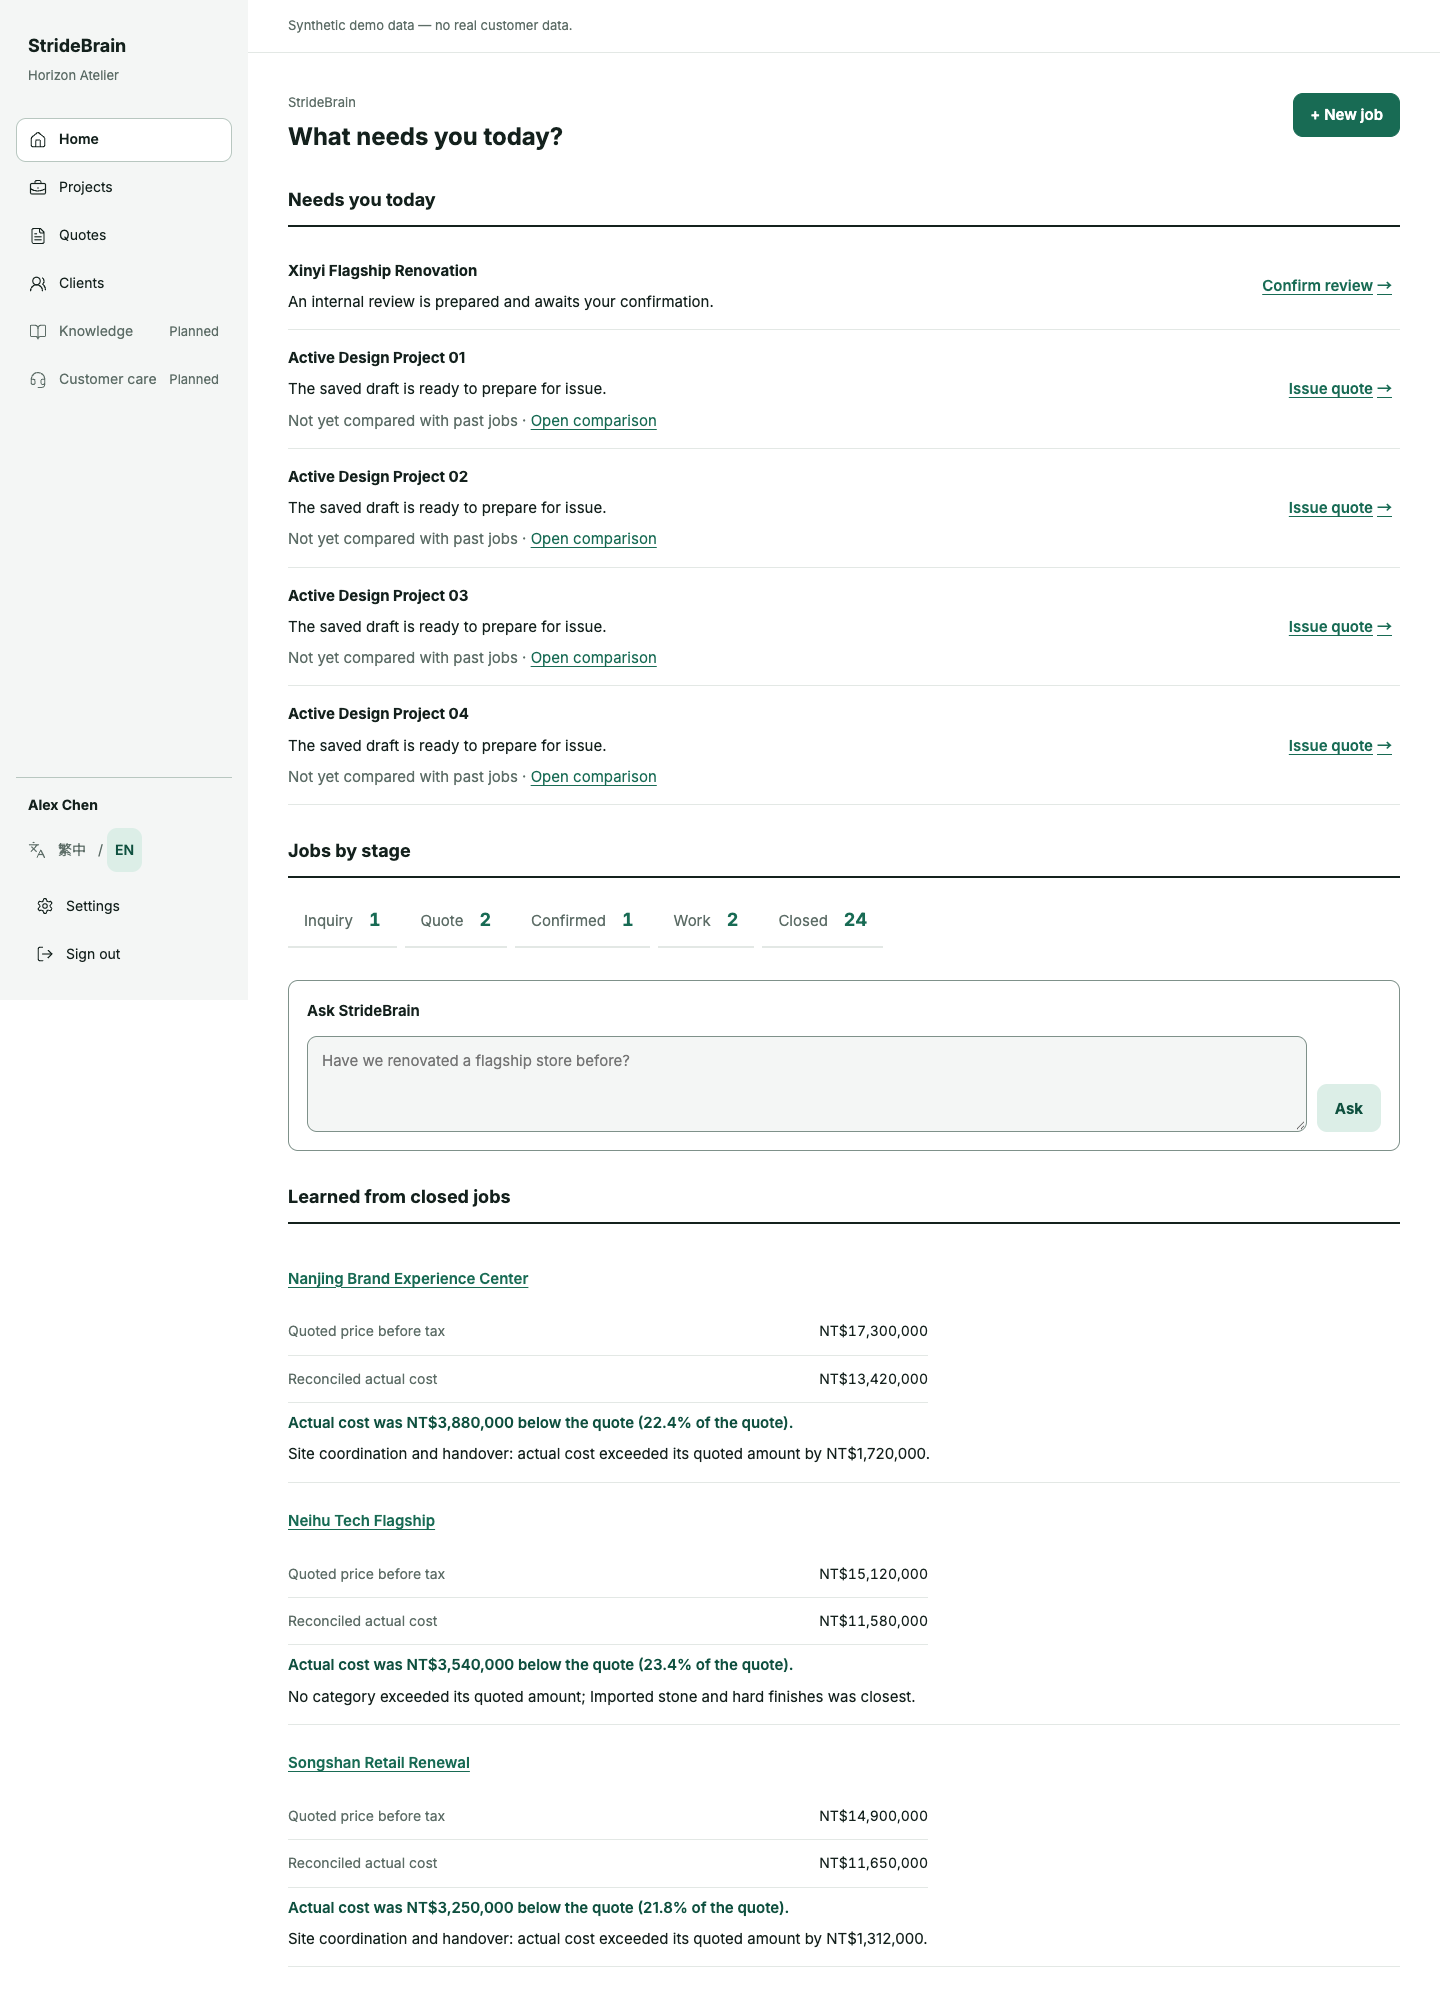 StrideBrain
Horizon Atelier
Home
Projects
Quotes
Clients
Knowledge Planned
Customer care Planned
Alex Chen
繁中 / EN
Settings
Sign out
Synthetic demo data — no real customer data.
StrideBrain
What needs you today?
+ New job
Needs you today
Xinyi Flagship Renovation
An internal review is prepared and awaits your confirmation.
Confirm review →
Active Design Project 01
The saved draft is ready to prepare for issue.
Not yet compared with past jobs · Open comparison
Issue quote →
Active Design Project 02
The saved draft is ready to prepare for issue.
Not yet compared with past jobs · Open comparison
Issue quote →
Active Design Project 03
The saved draft is ready to prepare for issue.
Not yet compared with past jobs · Open comparison
Issue quote →
Active Design Project 04
The saved draft is ready to prepare for issue.
Not yet compared with past jobs · Open comparison
Issue quote →
Jobs by stage
Inquiry 1 Quote 2 Confirmed 1 Work 2 Closed 24
Ask StrideBrain
Have we renovated a flagship store before?
Ask
Learned from closed jobs
Nanjing Brand Experience Center
Quoted price before tax NT$17,300,000
Reconciled actual cost NT$13,420,000
Actual cost was NT$3,880,000 below the quote (22.4% of the quote).
Site coordination and handover: actual cost exceeded its quoted amount by NT$1,720,000.
Neihu Tech Flagship
Quoted price before tax NT$15,120,000
Reconciled actual cost NT$11,580,000
Actual cost was NT$3,540,000 below the quote (23.4% of the quote).
No category exceeded its quoted amount; Imported stone and hard finishes was closest.
Songshan Retail Renewal
Quoted price before tax NT$14,900,000
Reconciled actual cost NT$11,650,000
Actual cost was NT$3,250,000 below the quote (21.8% of the quote).
Site coordination and handover: actual cost exceeded its quoted amount by NT$1,312,000.